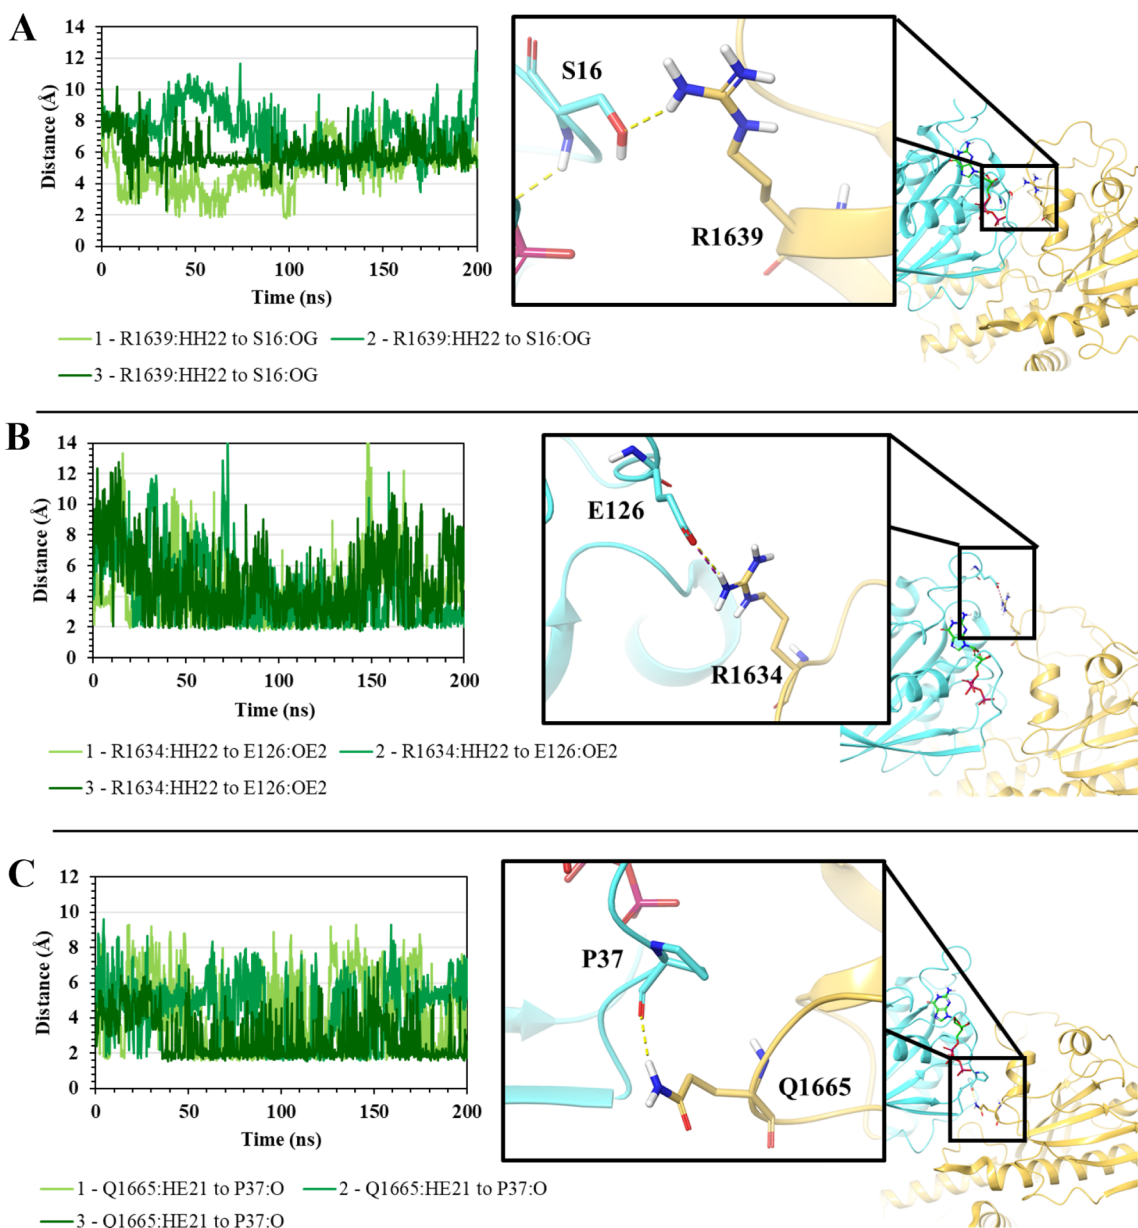 A
14
12
10
8
6
4
2
0
Distance (Å)
0 50 100 150 200
Time (ns)
1 - R1639:HH22 to S16:OG 2 - R1639:HH22 to S16:OG
3 - R1639:HH22 to S16:OG
S16
R1639
B
14
12
10
8
6
4
2
0
Distance (Å)
0 50 100 150 200
Time (ns)
1 - R1634:HH22 to E126:OE2 2 - R1634:HH22 to E126:OE2
3 - R1634:HH22 to E126:OE2
E126
R1634
C
12
10
8
6
4
2
0
Distance (Å)
0 50 100 150 200
Time (ns)
1 - Q1665:HE21 to P37:O 2 - Q1665:HE21 to P37:O
3 - Q1665:HE21 to P37:O
P37
Q1665